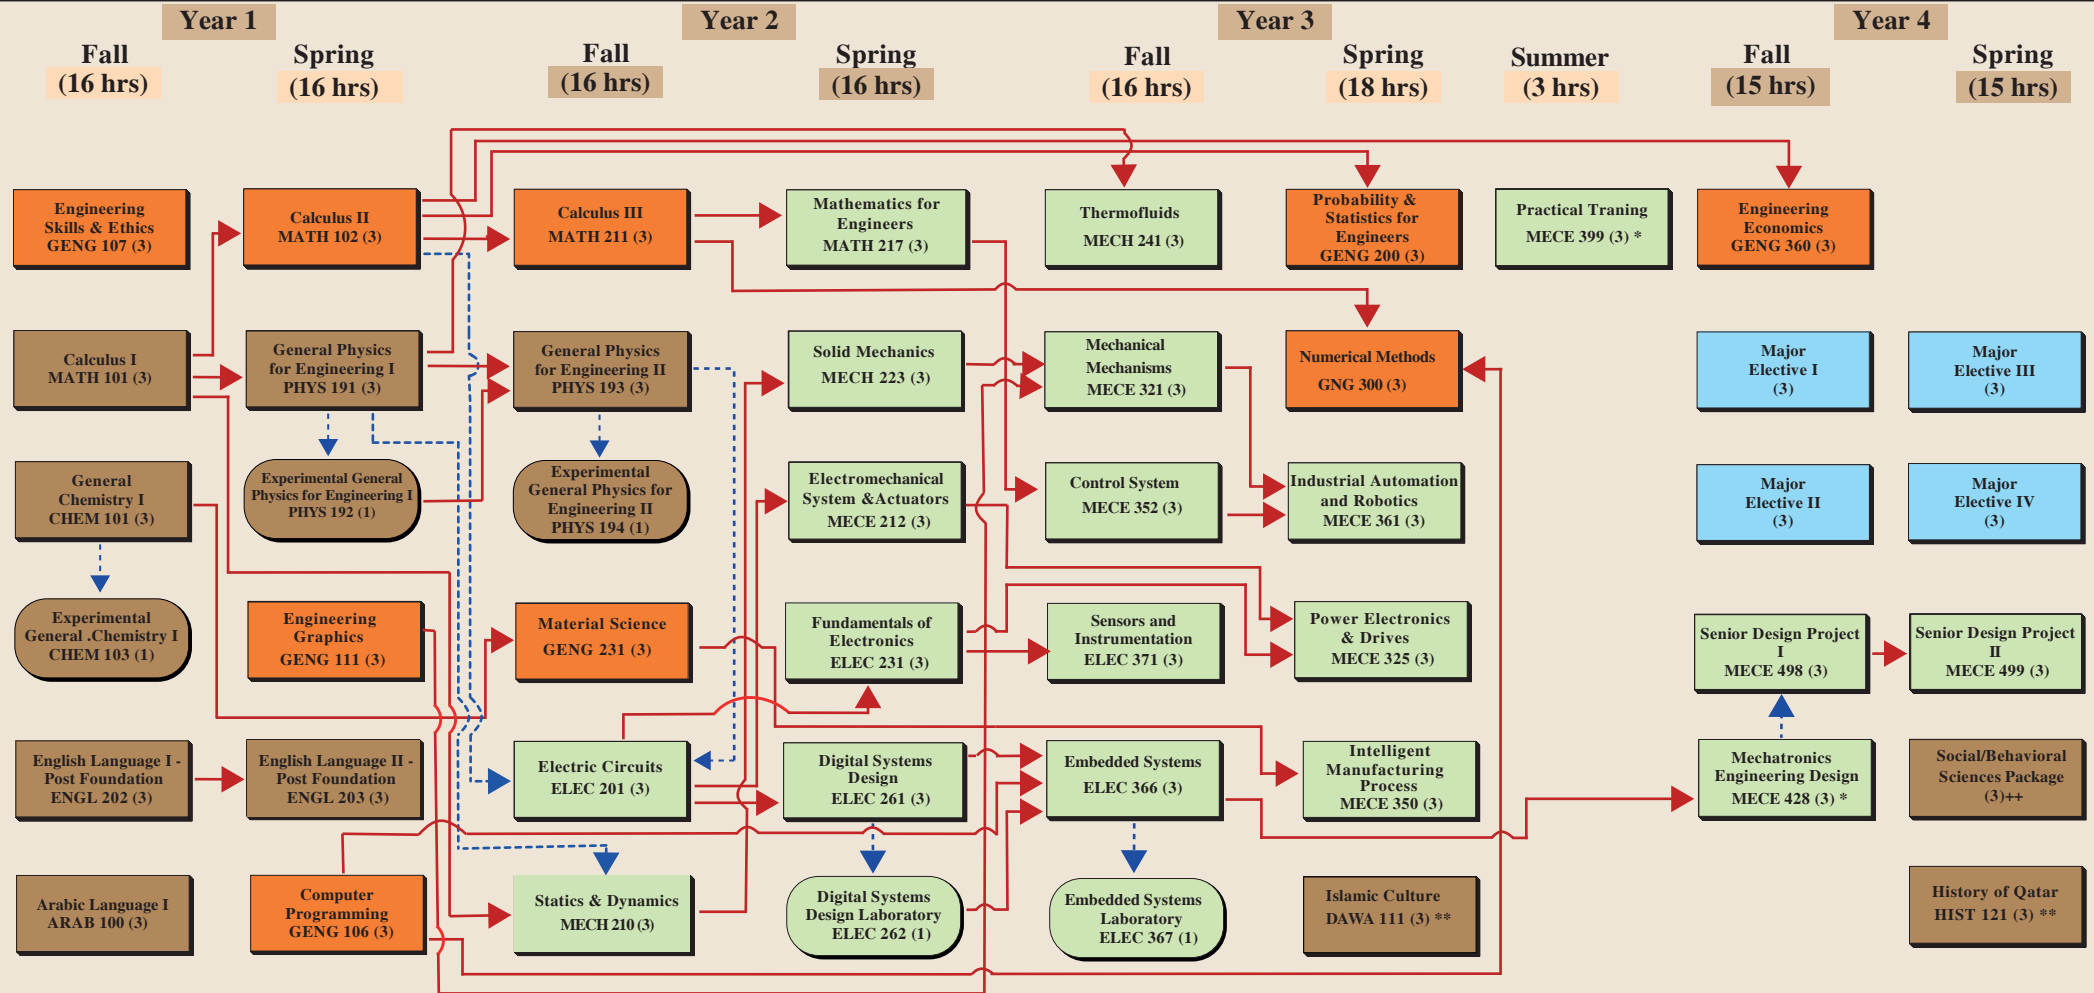 Year 1
Year 2
Year 3
Year 4
Fall
(16 hrs)
Spring
(16 hrs)
Fall
(16 hrs)
Spring
(16 hrs)
Fall
(16 hrs)
Spring
(18 hrs)
Summer
(3 hrs)
Fall
(15 hrs)
Spring
(15 hrs)
Engineering
Skills & Ethics
GENG 107 (3)
Calculus II
MATH 102 (3)
Calculus III
MATH 211 (3)
Mathematics for
Engineers
MATH 217 (3)
Thermofluids
MECH 241 (3)
Probability &
Statistics for
Engineers
GENG 200 (3)
Practical Traning
MECE 399 (3) *
Engineering
Economics
GENG 360 (3)
Calculus I
MATH 101 (3)
General Physics
for Engineering I
PHYS 191 (3)
General Physics
for Engineering II
PHYS 193 (3)
Solid Mechanics
MECH 223 (3)
Mechanical
Mechanisms
MECE 321 (3)
Numerical Methods
GNG 300 (3)
Major
Elective I
(3)
Major
Elective III
(3)
General
Chemistry I
CHEM 101 (3)
Experimental General
Physics for Engineering I
PHYS 192 (1)
Experimental
General Physics for
Engineering II
PHYS 194 (1)
Electromechanical
System &Actuators
MECE 212 (3)
Control System
MECE 352 (3)
Industrial Automation
and Robotics
MECE 361 (3)
Major
Elective II
(3)
Major
Elective IV
(3)
Experimental
General .Chemistry I
CHEM 103 (1)
Engineering
Graphics
GENG 111 (3)
Material Science
GENG 231 (3)
Fundamentals of
Electronics
ELEC 231 (3)
Sensors and
Instrumentation
ELEC 371 (3)
Power Electronics
& Drives
MECE 325 (3)
Senior Design Project
I
MECE 498 (3)
Senior Design Project
II
MECE 499 (3)
English Language I -
Post Foundation
ENGL 202 (3)
English Language II -
Post Foundation
ENGL 203 (3)
Electric Circuits
ELEC 201 (3)
Digital Systems
Design
ELEC 261 (3)
Embedded Systems
ELEC 366 (3)
Intelligent
Manufacturing
Process
MECE 350 (3)
Mechatronics
Engineering Design
MECE 428 (3) *
Social/Behavioral
Sciences Package
(3)++
Arabic Language I
ARAB 100 (3)
Computer
Programming
GENG 106 (3)
Statics & Dynamics
MECH 210 (3)
Digital Systems
Design Laboratory
ELEC 262 (1)
Embedded Systems
Laboratory
ELEC 367 (1)
Islamic Culture
DAWA 111 (3) **
History of Qatar
HIST 121 (3) **